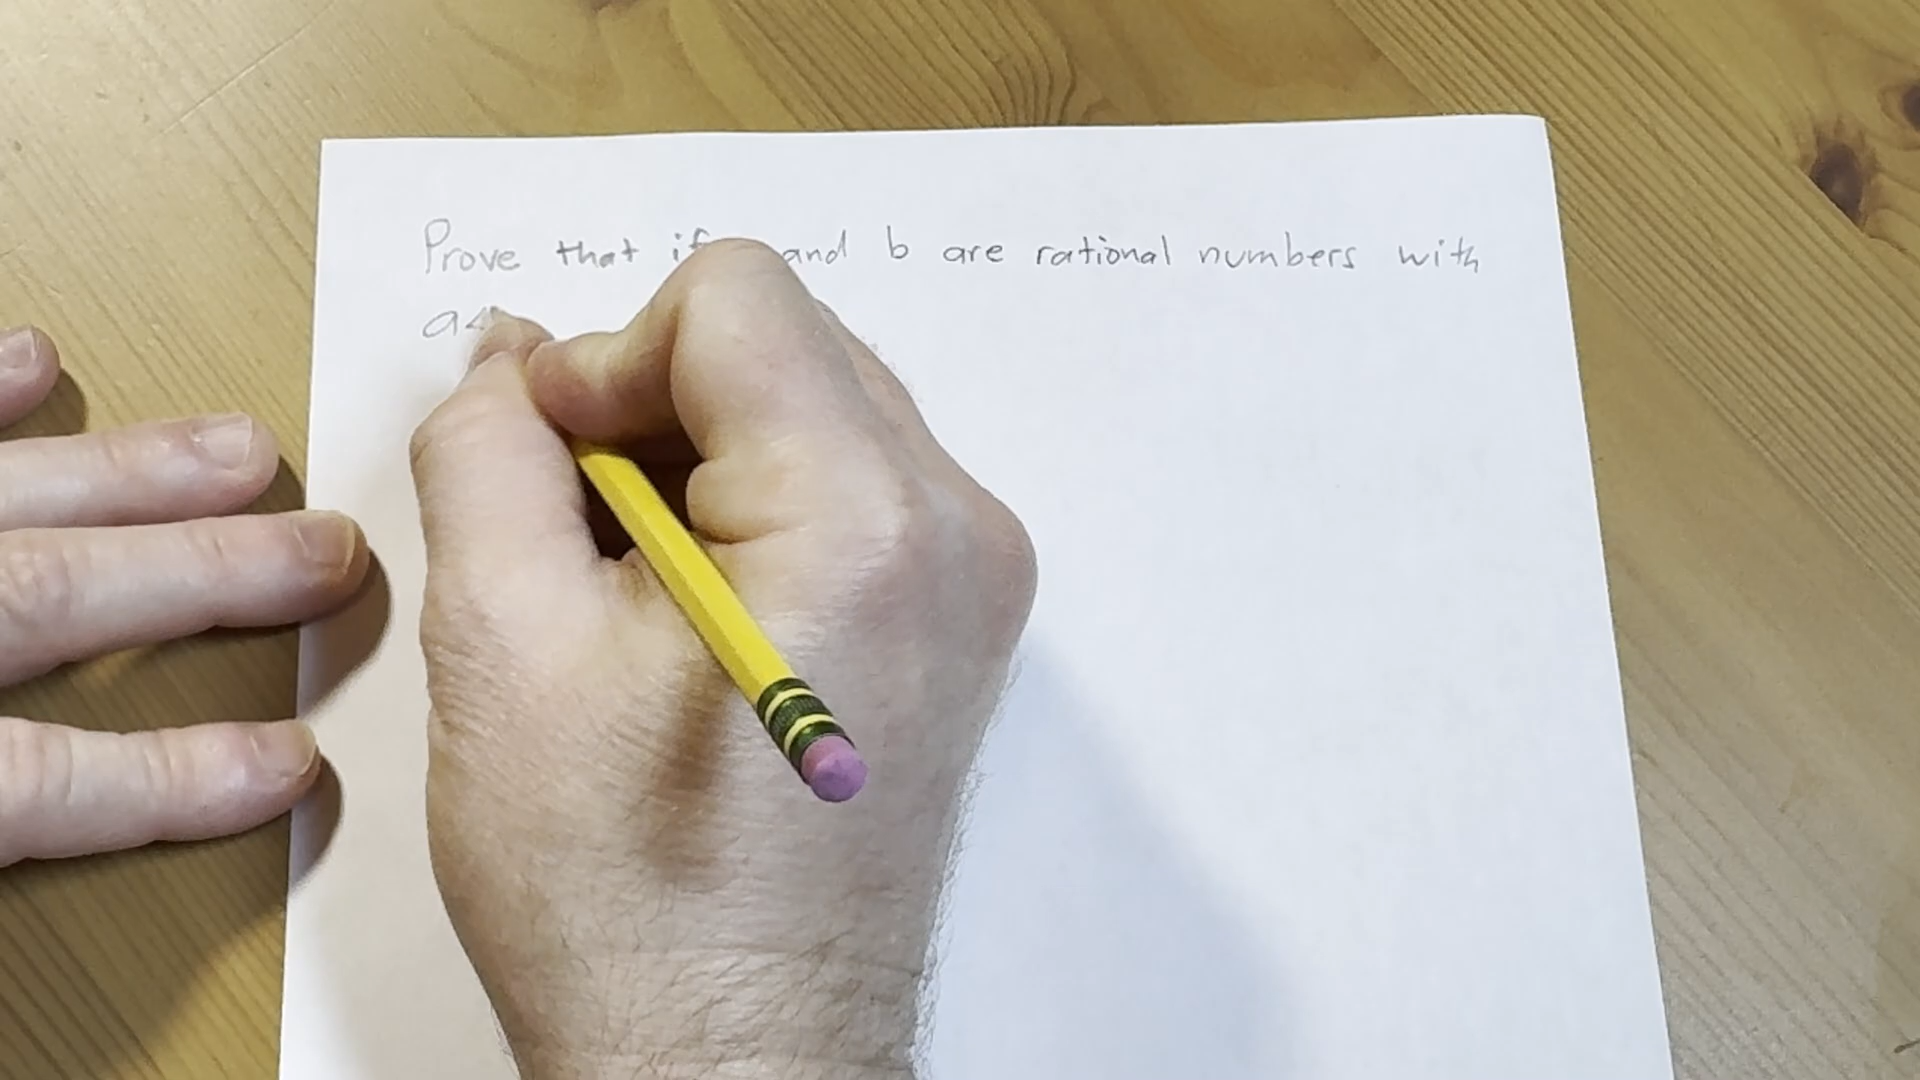 Prove that if and b are rational numbers with
a<